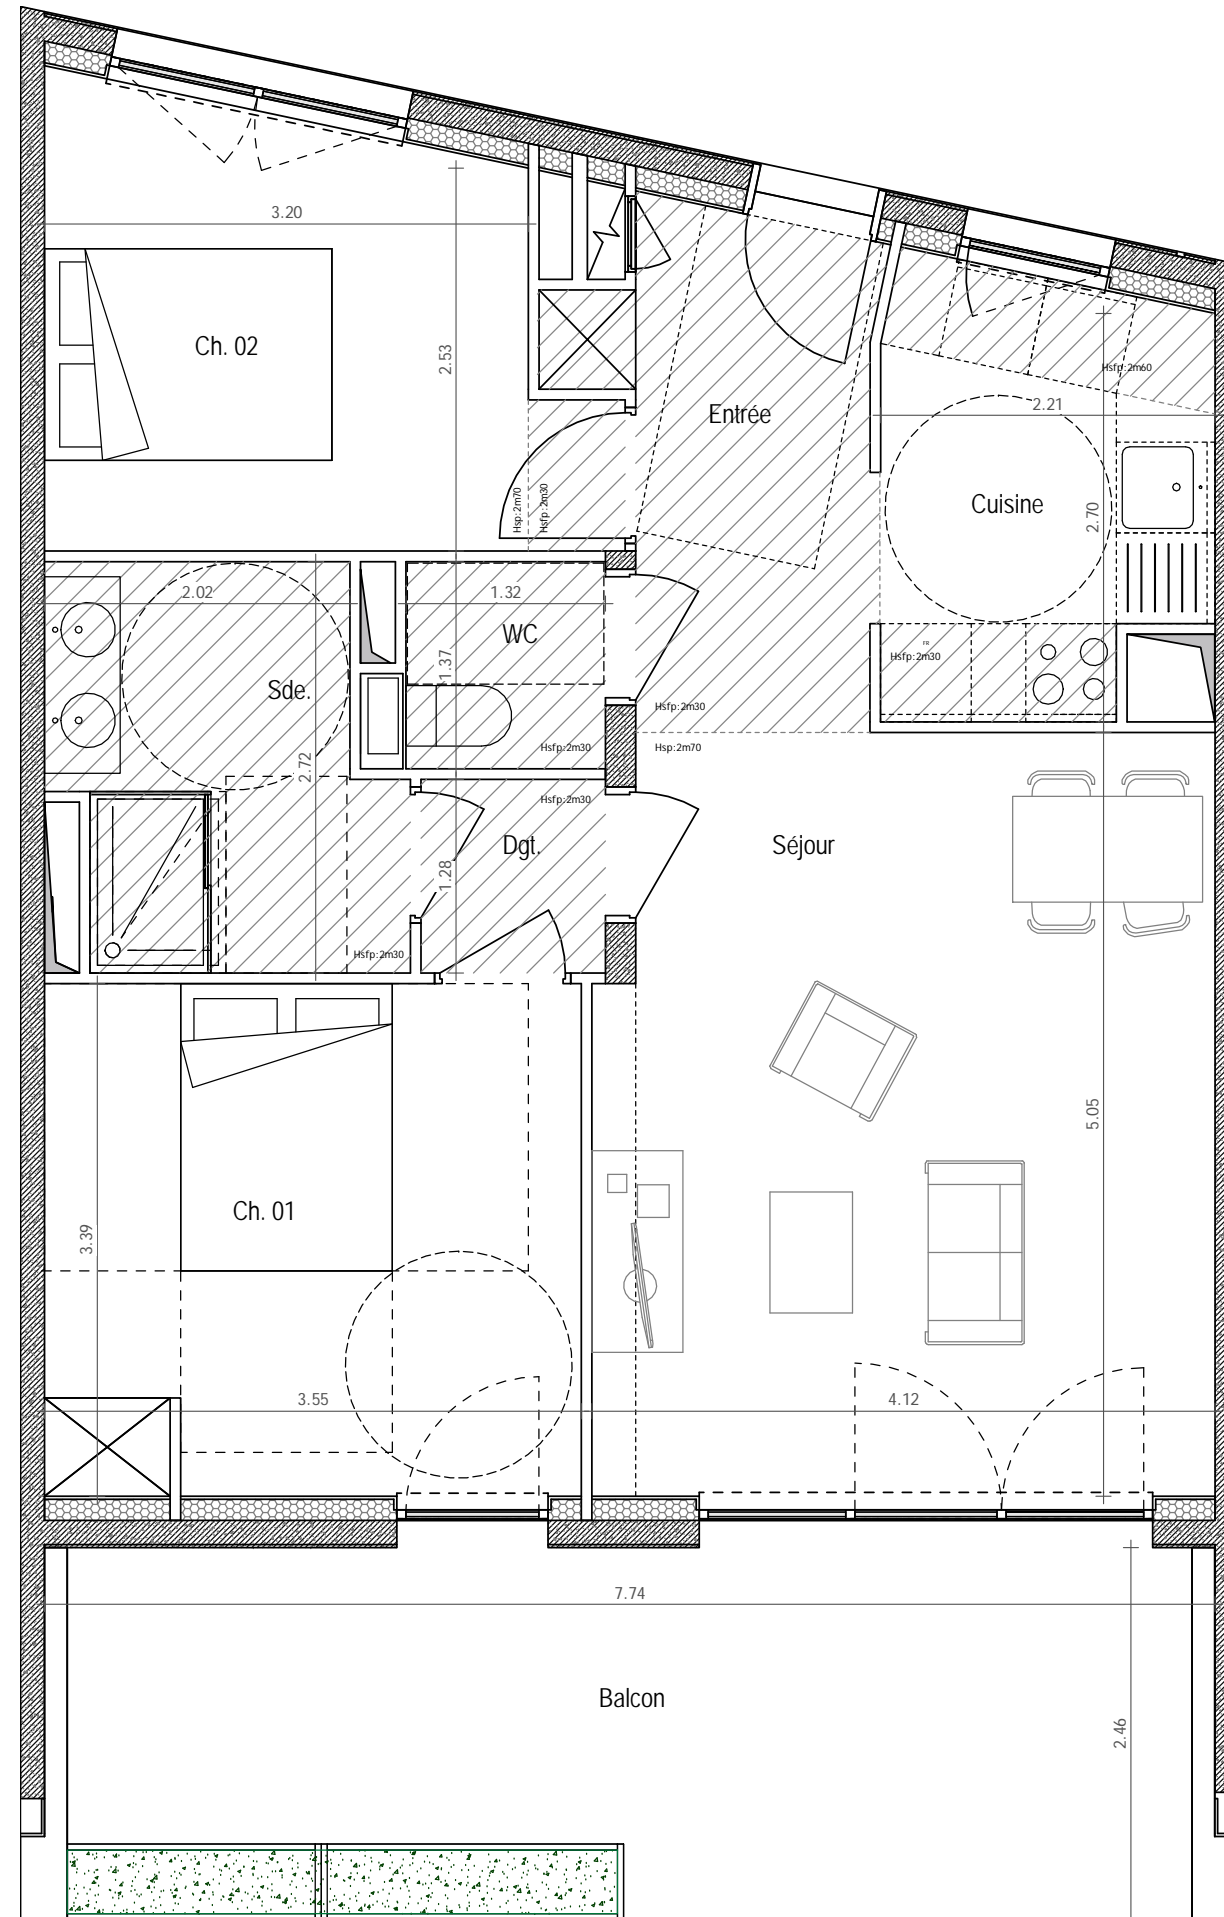 3.20
Ch. 02
2.53
Hsfp:2m60
2.21
Entrée
Hsp:2m70
Hsfp:2m30
Cuisine
2.70
2.02
1.32
WC
FR
Hsfp:2m30
1.37
Sde.
Hsfp:2m30
Hsfp:2m30
Hsp:2m70
2.72
Hsfp:2m30
Dgt.
Séjour
1.28
Hsfp:2m30
5.05
Ch. 01
3.39
3.55
4.12
7.74
Balcon
2.46